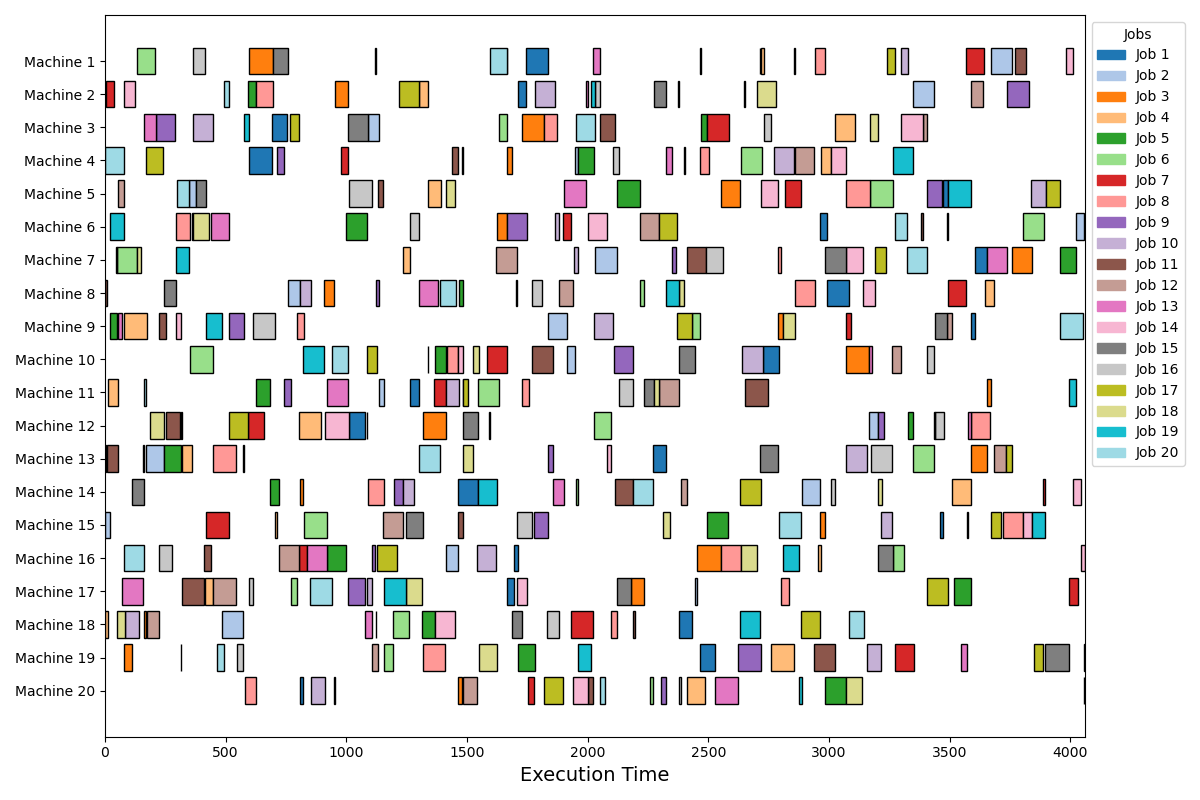 Machine 1
Machine 2
Machine 3
Machine 4
Machine 5
Machine 6
Machine 7
Machine 8
Machine 9
Machine 10
Machine 11
Machine 12
Machine 13
Machine 14
Machine 15
Machine 16
Machine 17
Machine 18
Machine 19
Machine 20
0 500 1000 1500 2000 2500 3000 3500 4000
Execution Time
Jobs
Job 1
Job 2
Job 3
Job 4
Job 5
Job 6
Job 7
Job 8
Job 9
Job 10
Job 11
Job 12
Job 13
Job 14
Job 15
Job 16
Job 17
Job 18
Job 19
Job 20